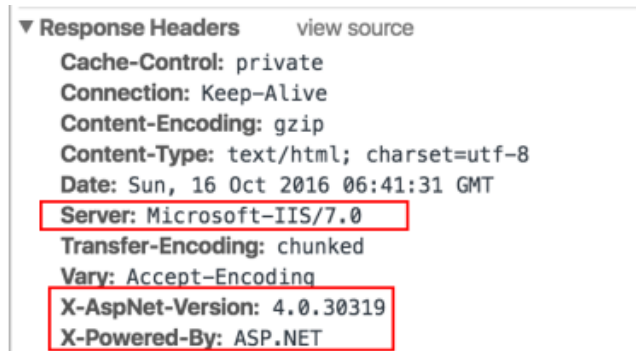 ▼ Response Headers view source
Cache-Control: private
Connection: Keep-Alive
Content-Encoding: gzip
Content-Type: text/html; charset=utf-8
Date: Sun, 16 Oct 2016 06:41:31 GMT
Server: Microsoft-IIS/7.0
Transfer-Encoding: chunked
Vary: Accept-Encoding
X-AspNet-Version: 4.0.30319
X-Powered-By: ASP.NET